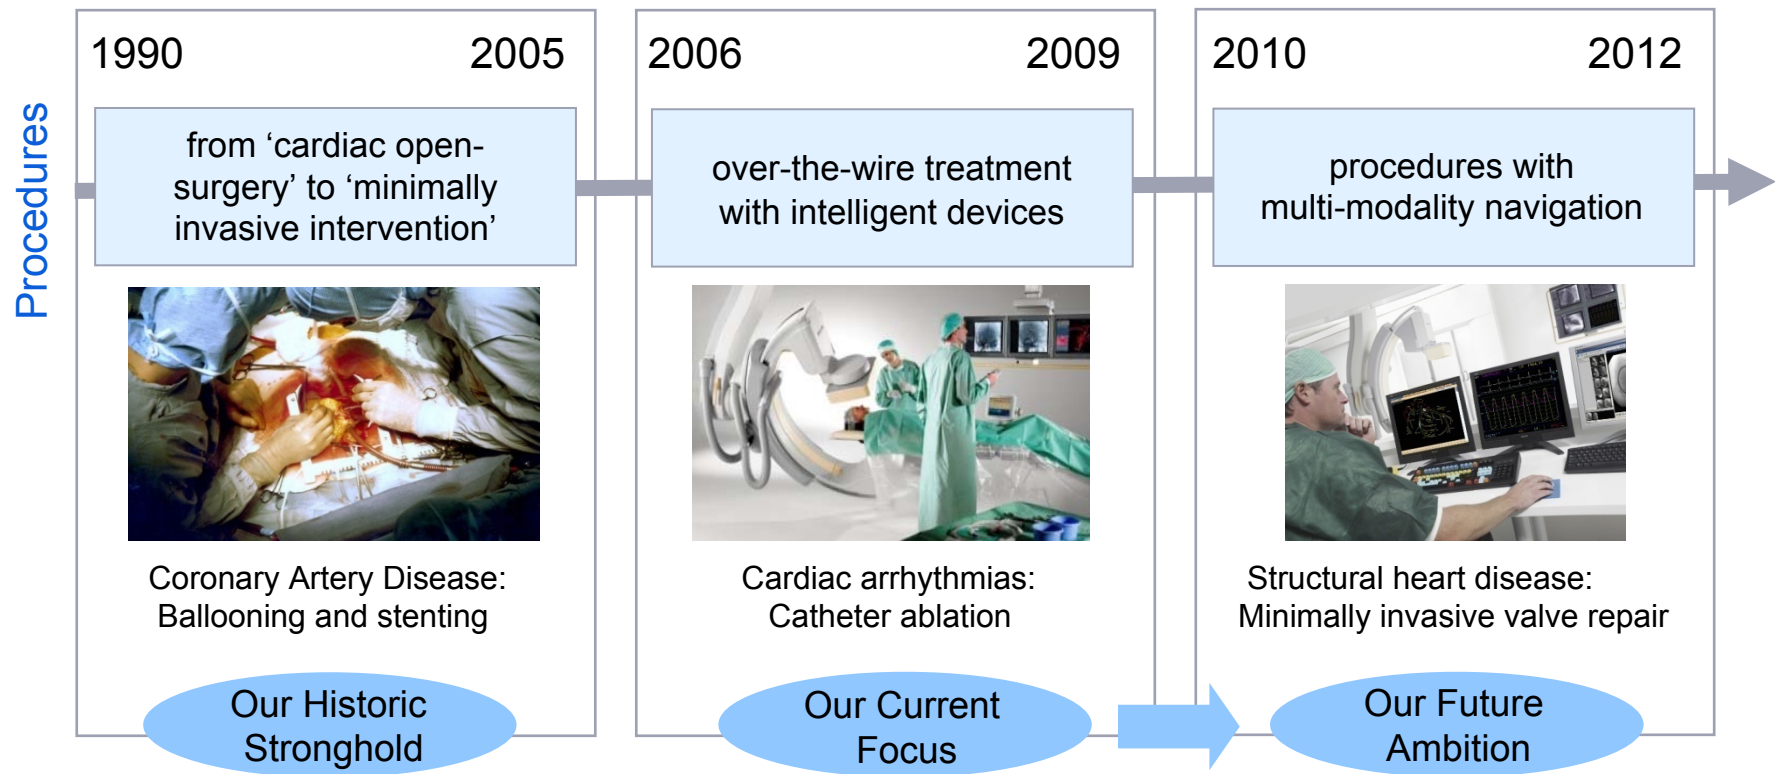 Procedures
1990
2005
from ‘cardiac open-
surgery’ to ‘minimally
invasive intervention’
Coronary Artery Disease:
Ballooning and stenting
Our Historic
Stronghold
2006
2009
over-the-wire treatment
with intelligent devices
Cardiac arrhythmias:
Catheter ablation
Our Current
Focus
2010
2012
procedures with
multi-modality navigation
Structural heart disease:
Minimally invasive valve repair
Our Future
Ambition